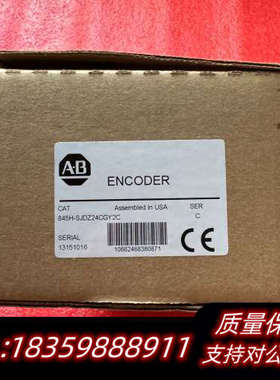 A-B
ENCODER
CAT
Assembled in USA
SER
845H-SJDZ24CGY2C
C
SERIAL
13151016
10662468380871
CE
质量保
:18359888911
支持对公